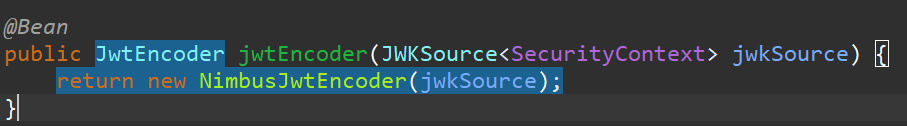 @Bean
public JwtEncoder jwtEncoder(JWKSource<SecurityContext> jwkSource) {
    return new NimbusJwtEncoder(jwkSource);
}